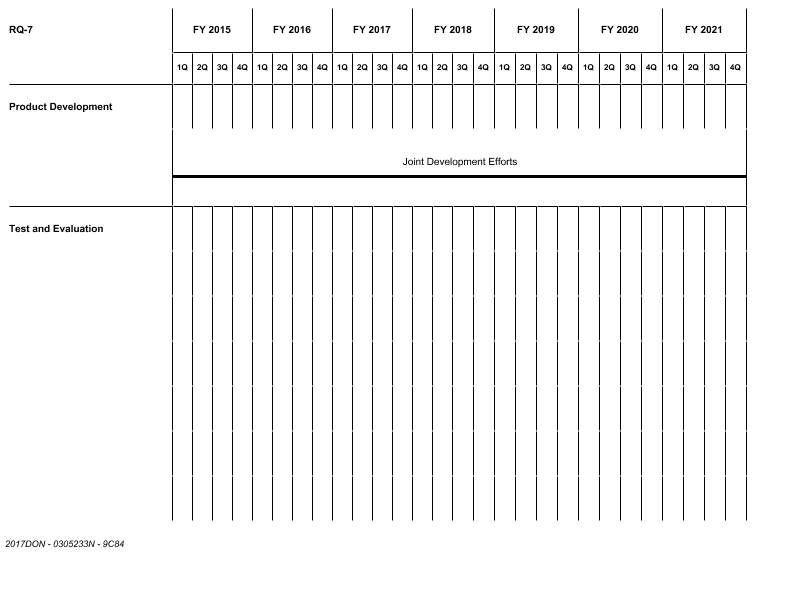 RQ-7 FY 2015 FY 2016 FY 2017 FY 2018 FY 2019 FY 2020 FY 2021
1Q 2Q 3Q 4Q 1Q 2Q 3Q 4Q 1Q 2Q 3Q 4Q 1Q 2Q 3Q 4Q 1Q 2Q 3Q 4Q 1Q 2Q 3Q 4Q 1Q 2Q 3Q 4Q
Product Development
Joint Development Efforts
Test and Evaluation
2017DON - 0305233N - 9C84